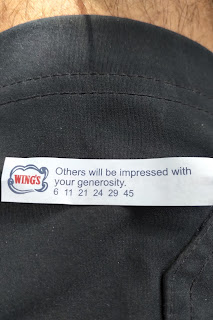 WING'S
Others will be impressed with
your generosity.
6 11 21 24 29 45